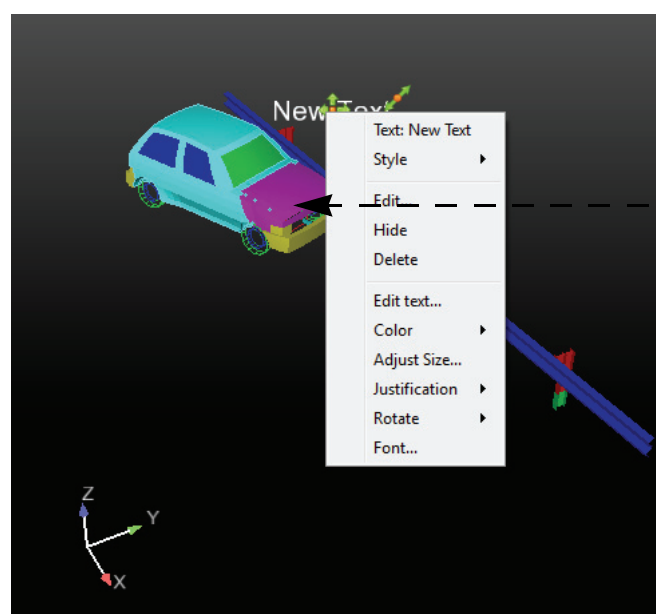 New Text
Text: New Text
Style
Edit...
Hide
Delete
Edit text...
Color
Adjust Size...
Justification
Rotate
Font...
Z
Y
X